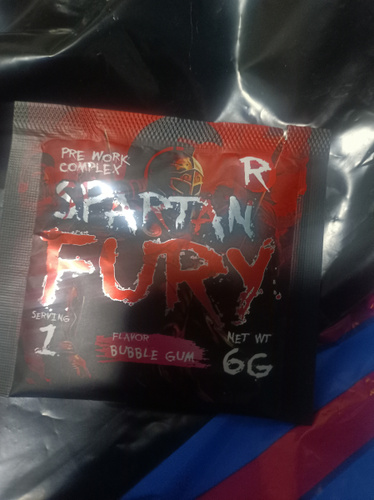 PRE WORK
COMPLEX
R
SPARTAN
FURY
SERVING
1
FLAVOR
BUBBLE GUM
NET WT
6G